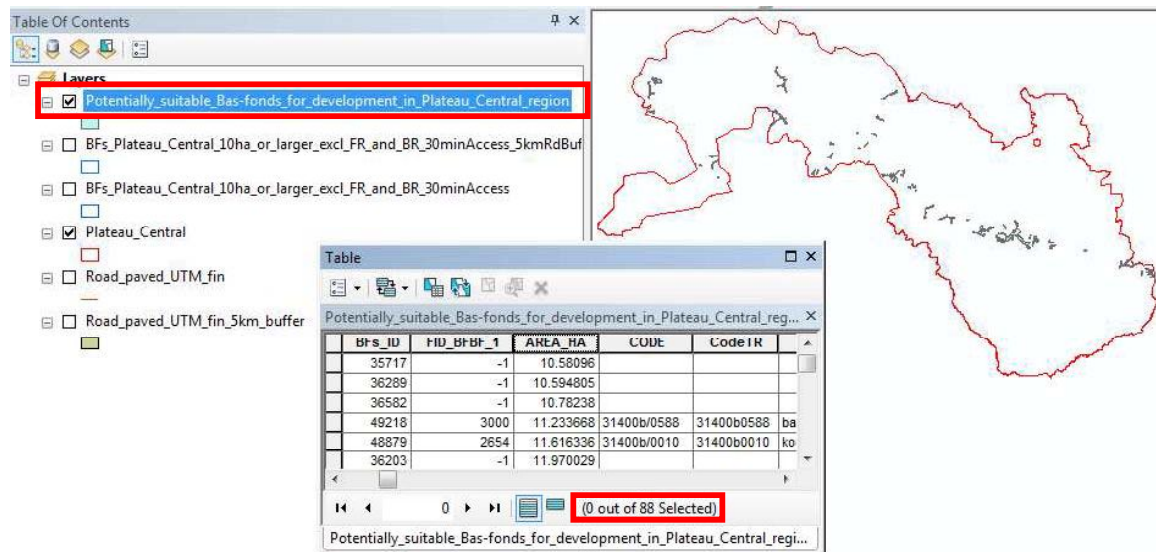 Table Of Contents
Layers
Potentially_suitable_Bas-fonds_for_development_in_Plateau_Central_region
BFs_Plateau_Central_10ha_or_larger_excl_FR_and_BR_30minAccess_5kmRdBuf
BFs_Plateau_Central_10ha_or_larger_excl_FR_and_BR_30minAccess
Plateau_Central
Road_paved_UTM_fin
Road_paved_UTM_fin_5km_buffer
Table
Potentially_suitable_Bas-fonds_for_development_in_Plateau_Central_reg...
BFs_ID FID_BFBF_1 AREA_HA CODE CodeTR
35717 -1 10.58096
36289 -1 10.594805
36582 -1 10.78238
49218 3000 11.233668 31400b/0588 31400b0588 ba
48879 2654 11.616336 31400b/0010 31400b0010 ko
36203 -1 11.970029
0 (0 out of 88 Selected)
Potentially_suitable_Bas-fonds_for_development_in_Plateau_Central_regi...